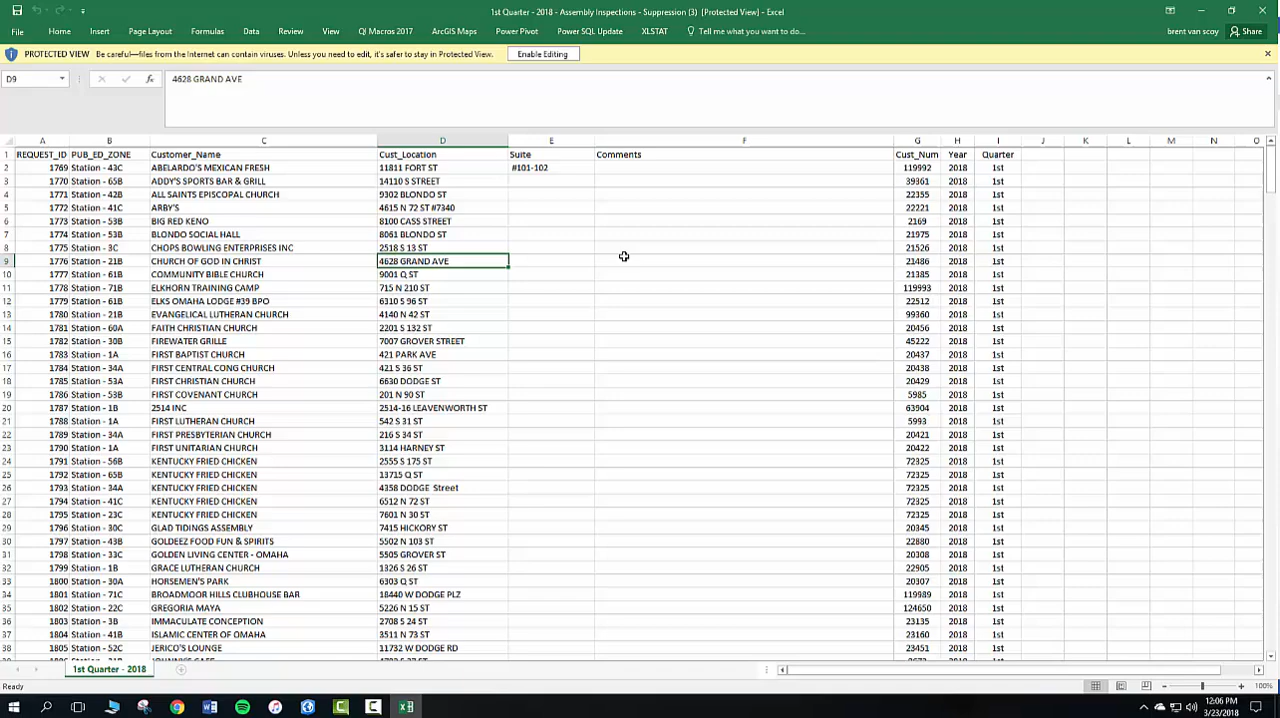 1st Quarter - 2018 - Assembly Inspections - Suppression (3) [Protected View] - Excel
File Home Insert Page Layout Formulas Data Review View QI Macros 2017 ArcGIS Maps Power Pivot Power SQL Update XLSTAT Tell me what you want to do... brent van scoy Share
PROTECTED VIEW Be careful—files from the Internet can contain viruses. Unless you need to edit, it's safer to stay in Protected View. Enable Editing
D9 fx 4628 GRAND AVE
A B C D E F G H I J K L M N O
1 REQUEST_ID PUB_ED_ZONE Customer_Name Cust_Location Suite Comments Cust_Num Year Quarter
2 1769 Station - 43C ABELARDO'S MEXICAN FRESH 11811 FORT ST #101-102 119992 2018 1st
3 1770 Station - 65B ADDY'S SPORTS BAR & GRILL 14110 S STREET 39361 2018 1st
4 1771 Station - 42B ALL SAINTS EPISCOPAL CHURCH 9302 BLONDO ST 22355 2018 1st
5 1772 Station - 41C ARBY'S 4615 N 72 ST #7340 22221 2018 1st
6 1773 Station - 53B BIG RED KENO 8100 CASS STREET 2169 2018 1st
7 1774 Station - 53B BLONDO SOCIAL HALL 8061 BLONDO ST 21975 2018 1st
8 1775 Station - 3C CHOPS BOWLING ENTERPRISES INC 2518 S 13 ST 21526 2018 1st
9 1776 Station - 21B CHURCH OF GOD IN CHRIST 4628 GRAND AVE 21486 2018 1st
10 1777 Station - 61B COMMUNITY BIBLE CHURCH 9001 Q ST 21385 2018 1st
11 1778 Station - 71B ELKHORN TRAINING CAMP 715 N 210 ST 119993 2018 1st
12 1779 Station - 61B ELKS OMAHA LODGE #39 BPO 6310 S 96 ST 22512 2018 1st
13 1780 Station - 21B EVANGELICAL LUTHERAN CHURCH 4140 N 42 ST 99360 2018 1st
14 1781 Station - 60A FAITH CHRISTIAN CHURCH 2201 S 132 ST 20456 2018 1st
15 1782 Station - 30B FIREWATER GRILLE 7007 GROVER STREET 45222 2018 1st
16 1783 Station - 1A FIRST BAPTIST CHURCH 421 PARK AVE 20437 2018 1st
17 1784 Station - 34A FIRST CENTRAL CONG CHURCH 421 S 36 ST 20438 2018 1st
18 1785 Station - 53A FIRST CHRISTIAN CHURCH 6630 DODGE ST 20429 2018 1st
19 1786 Station - 53B FIRST COVENANT CHURCH 201 N 90 ST 5985 2018 1st
20 1787 Station - 1B 2514 INC 2514-16 LEAVENWORTH ST 63904 2018 1st
21 1788 Station - 1A FIRST LUTHERAN CHURCH 542 S 31 ST 5993 2018 1st
22 1789 Station - 34A FIRST PRESBYTERIAN CHURCH 216 S 34 ST 20421 2018 1st
23 1790 Station - 1A FIRST UNITARIAN CHURCH 3114 HARNEY ST 20422 2018 1st
24 1791 Station - 56B KENTUCKY FRIED CHICKEN 2555 S 175 ST 72325 2018 1st
25 1792 Station - 65B KENTUCKY FRIED CHICKEN 13715 Q ST 72325 2018 1st
26 1793 Station - 34A KENTUCKY FRIED CHICKEN 4358 DODGE Street 72325 2018 1st
27 1794 Station - 41C KENTUCKY FRIED CHICKEN 6512 N 72 ST 72325 2018 1st
28 1795 Station - 23C KENTUCKY FRIED CHICKEN 7601 N 30 ST 72325 2018 1st
29 1796 Station - 30C GLAD TIDINGS ASSEMBLY 7415 HICKORY ST 20345 2018 1st
30 1797 Station - 43B GOLDEEZ FOOD FUN & SPIRITS 5502 N 103 ST 22880 2018 1st
31 1798 Station - 33C GOLDEN LIVING CENTER - OMAHA 5505 GROVER ST 20308 2018 1st
32 1799 Station - 1B GRACE LUTHERAN CHURCH 1326 S 26 ST 22905 2018 1st
33 1800 Station - 30A HORSEMEN'S PARK 6303 Q ST 20307 2018 1st
34 1801 Station - 71C BROADMOOR HILLS CLUBHOUSE BAR 18440 W DODGE PLZ 119989 2018 1st
35 1802 Station - 22C GREGORIA MAYA 5226 N 15 ST 124650 2018 1st
36 1803 Station - 3B IMMACULATE CONCEPTION 2708 S 24 ST 23135 2018 1st
37 1804 Station - 41B ISLAMIC CENTER OF OMAHA 3511 N 73 ST 23160 2018 1st
38 1805 Station - 52C JERICO'S LOUNGE 11732 W DODGE RD 23451 2018 1st
1st Quarter - 2018
Ready 100%
12:06 PM
3/23/2018